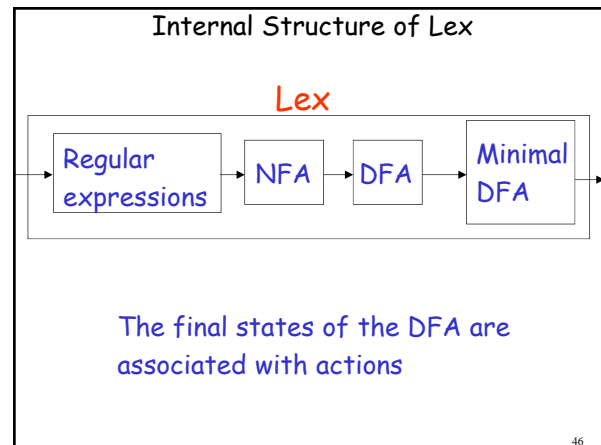 Internal Structure of Lex
Lex
Regular
expressions
NFA
DFA
Minimal
DFA
The final states of the DFA are
associated with actions
46